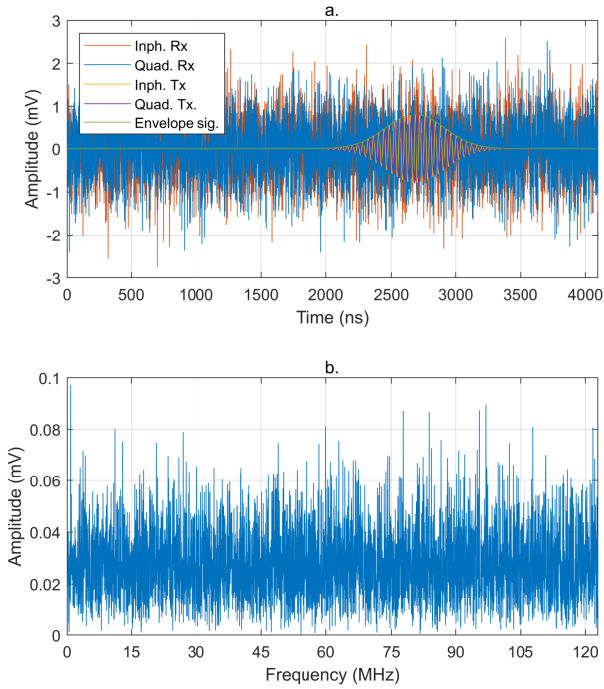 a.
3
2
1
0
-1
-2
-3
Amplitude (mV)
Inph. Rx
Quad. Rx
Inph. Tx
Quad. Tx.
Envelope sig.
0 500 1000 1500 2000 2500 3000 3500 4000
Time (ns)
b.
0.1
0.08
0.06
0.04
0.02
0
Amplitude (mV)
0 15 30 45 60 75 90 105 120
Frequency (MHz)